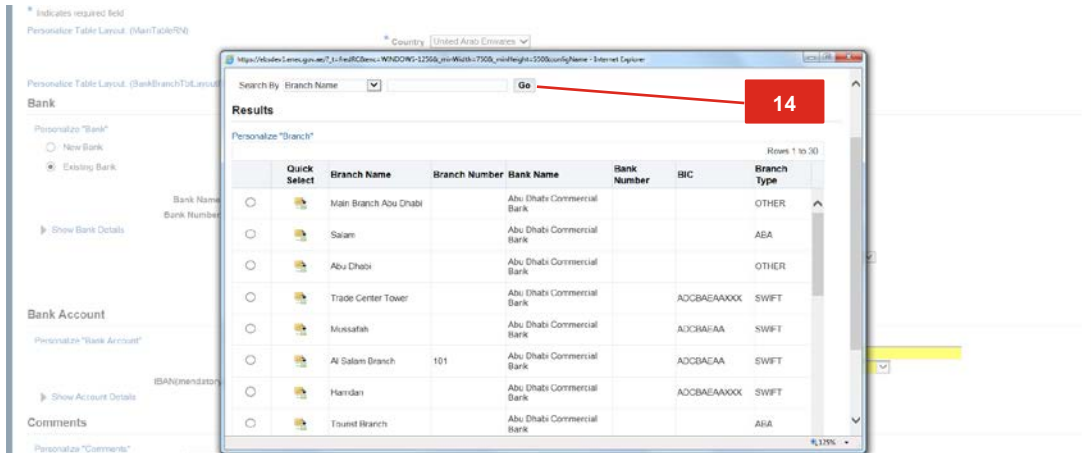 * Indicates required field
Personalize Table Layout: (MainTableRN)
* Country United Arab Emirates
Personalize Table Layout: (BankBranchTblLayout
Bank
Personalize "Bank"
New Bank
Existing Bank
Bank Name
Bank Number
Show Bank Details
Bank Account
Personalize "Bank Account"
IBAN(mendatory
Show Account Details
Comments
Personalize "Comments"
Search By Branch Name Go
14
Results
Personalize "Branch"
Rows 1 to 30
Quick Select Branch Name Branch Number Bank Name Bank Number BIC Branch Type
Main Branch Abu Dhabi Abu Dhabi Commercial Bank OTHER
Salam Abu Dhabi Commercial Bank ABA
Abu Dhabi Abu Dhabi Commercial Bank OTHER
Trade Center Tower Abu Dhabi Commercial Bank ADCBAEAAXXX SWIFT
Mussafah Abu Dhabi Commercial Bank ADCBAEAA SWIFT
Al Salam Branch 101 Abu Dhabi Commercial Bank ADCBAEAA SWIFT
Hamdan Abu Dhabi Commercial Bank ADCBAEAAXXX SWIFT
Tourist Branch Abu Dhabi Commercial Bank ABA
125%